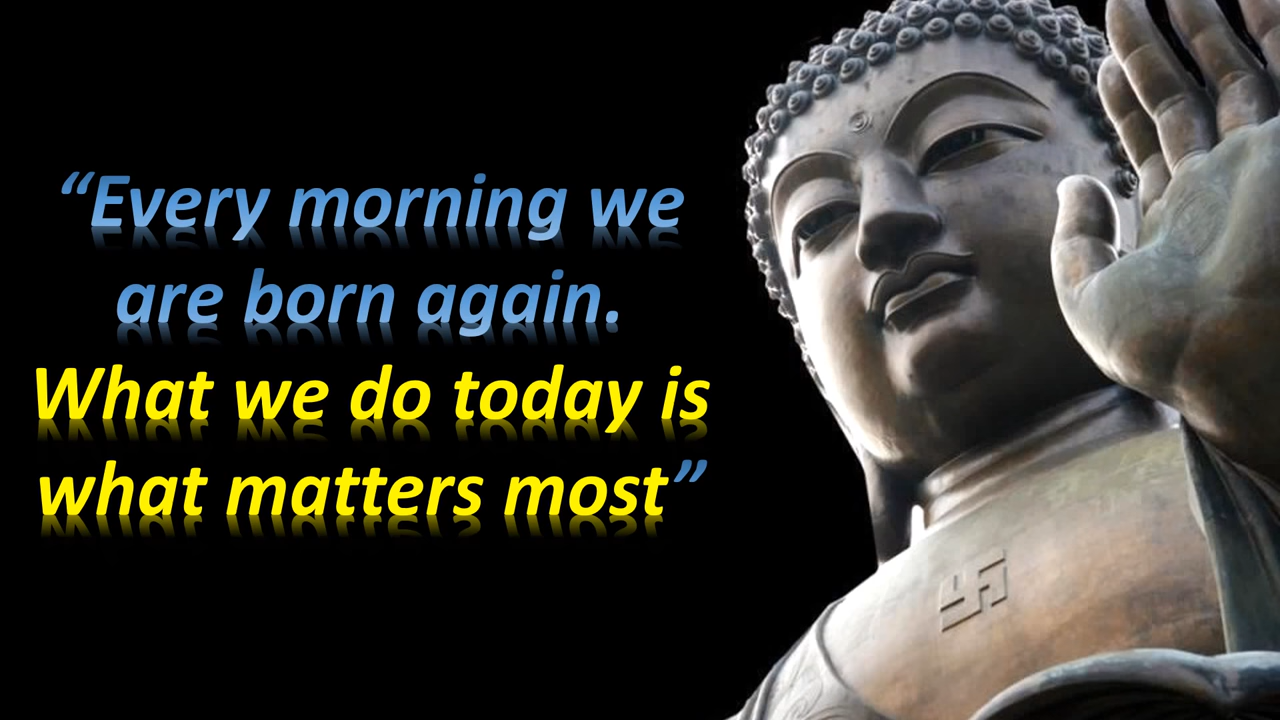 “Every morning we
are born again.
What we do today is
what matters most”